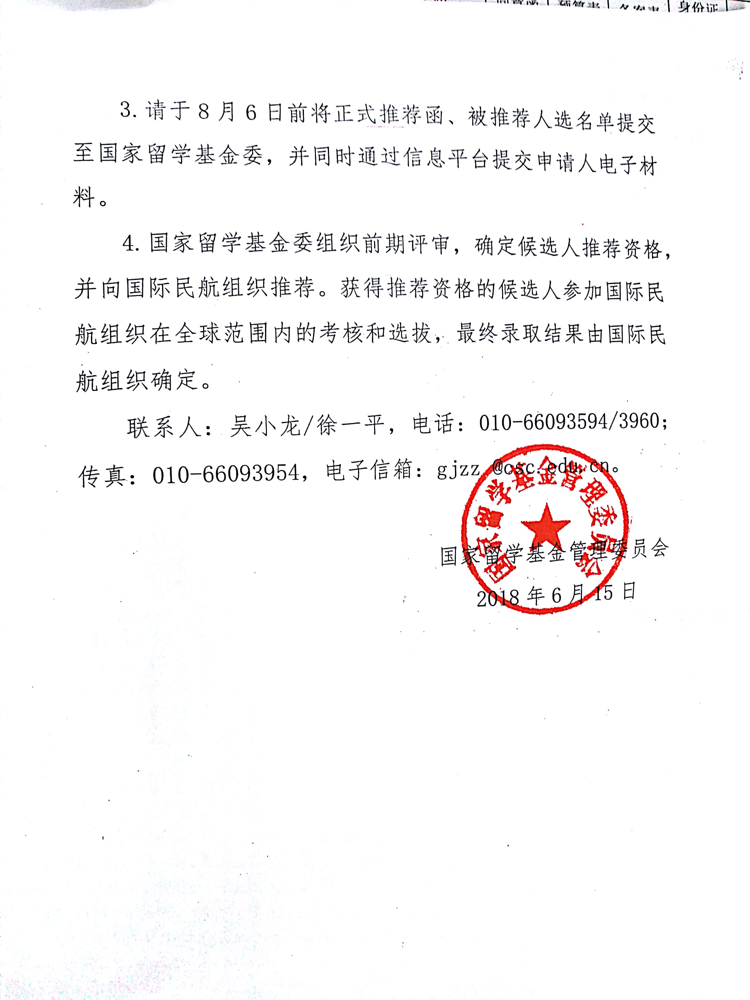 身份证
3. 请于 8 月 6 日前将正式推荐函、被推荐人选名单提交
至国家留学基金委，并同时通过信息平台提交申请人电子材
料。
4. 国家留学基金委组织前期评审，确定候选人推荐资格，
并向国际民航组织推荐。获得推荐资格的候选人参加国际民
航组织在全球范围内的考核和选拔，最终录取结果由国际民
航组织确定。
联系人：吴小龙/徐一平，电话：010-66093594/3960；
传真：010-66093954，电子信箱：gjzz @csc.edu.cn。
国家留学基金管理委员会
国家留学基金管理委员会
2018 年 6 月 15 日